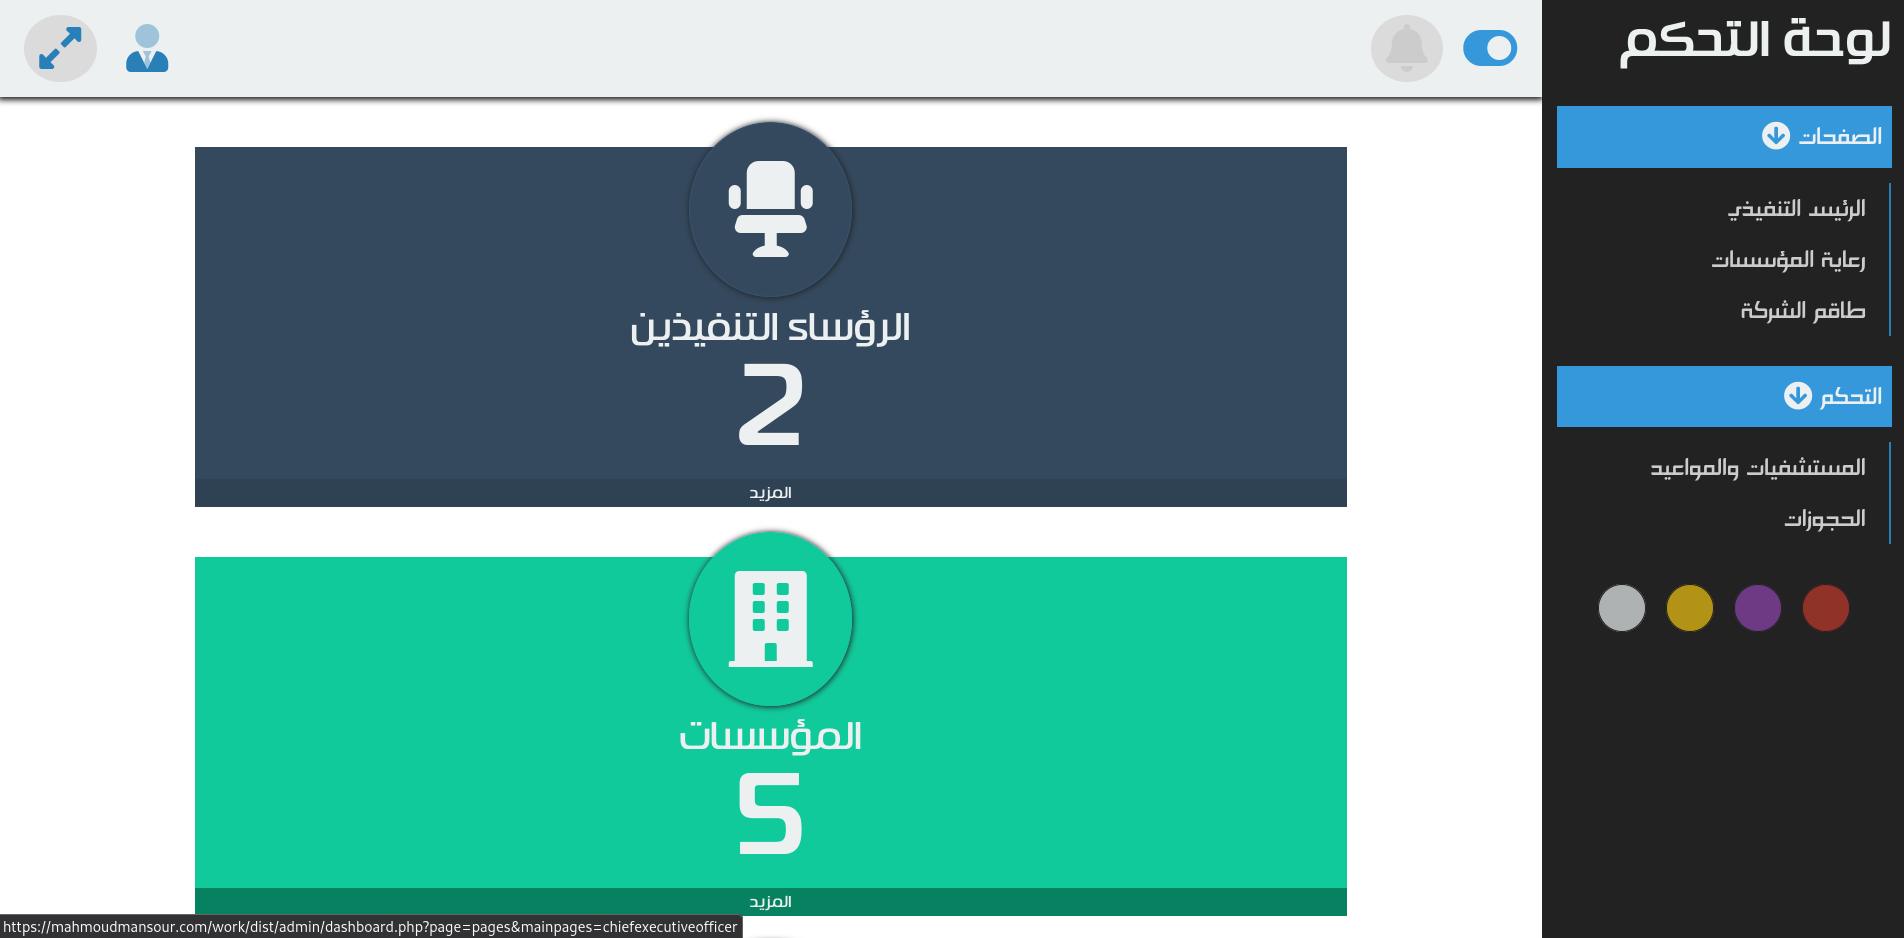 لوحة التحكم
الصفحات
الرئيس التنفيذي
رعاية المؤسسات
طاقم الشركة
التحكم
المستشفيات والمواعيد
الحجوزات
الرؤساء التنفيذين
2
المزيد
المؤسسات
5
المزيد
https://mahmoudmansour.com/work/dist/admin/dashboard.php?page=pages&mainpages=chiefexecutiveofficer